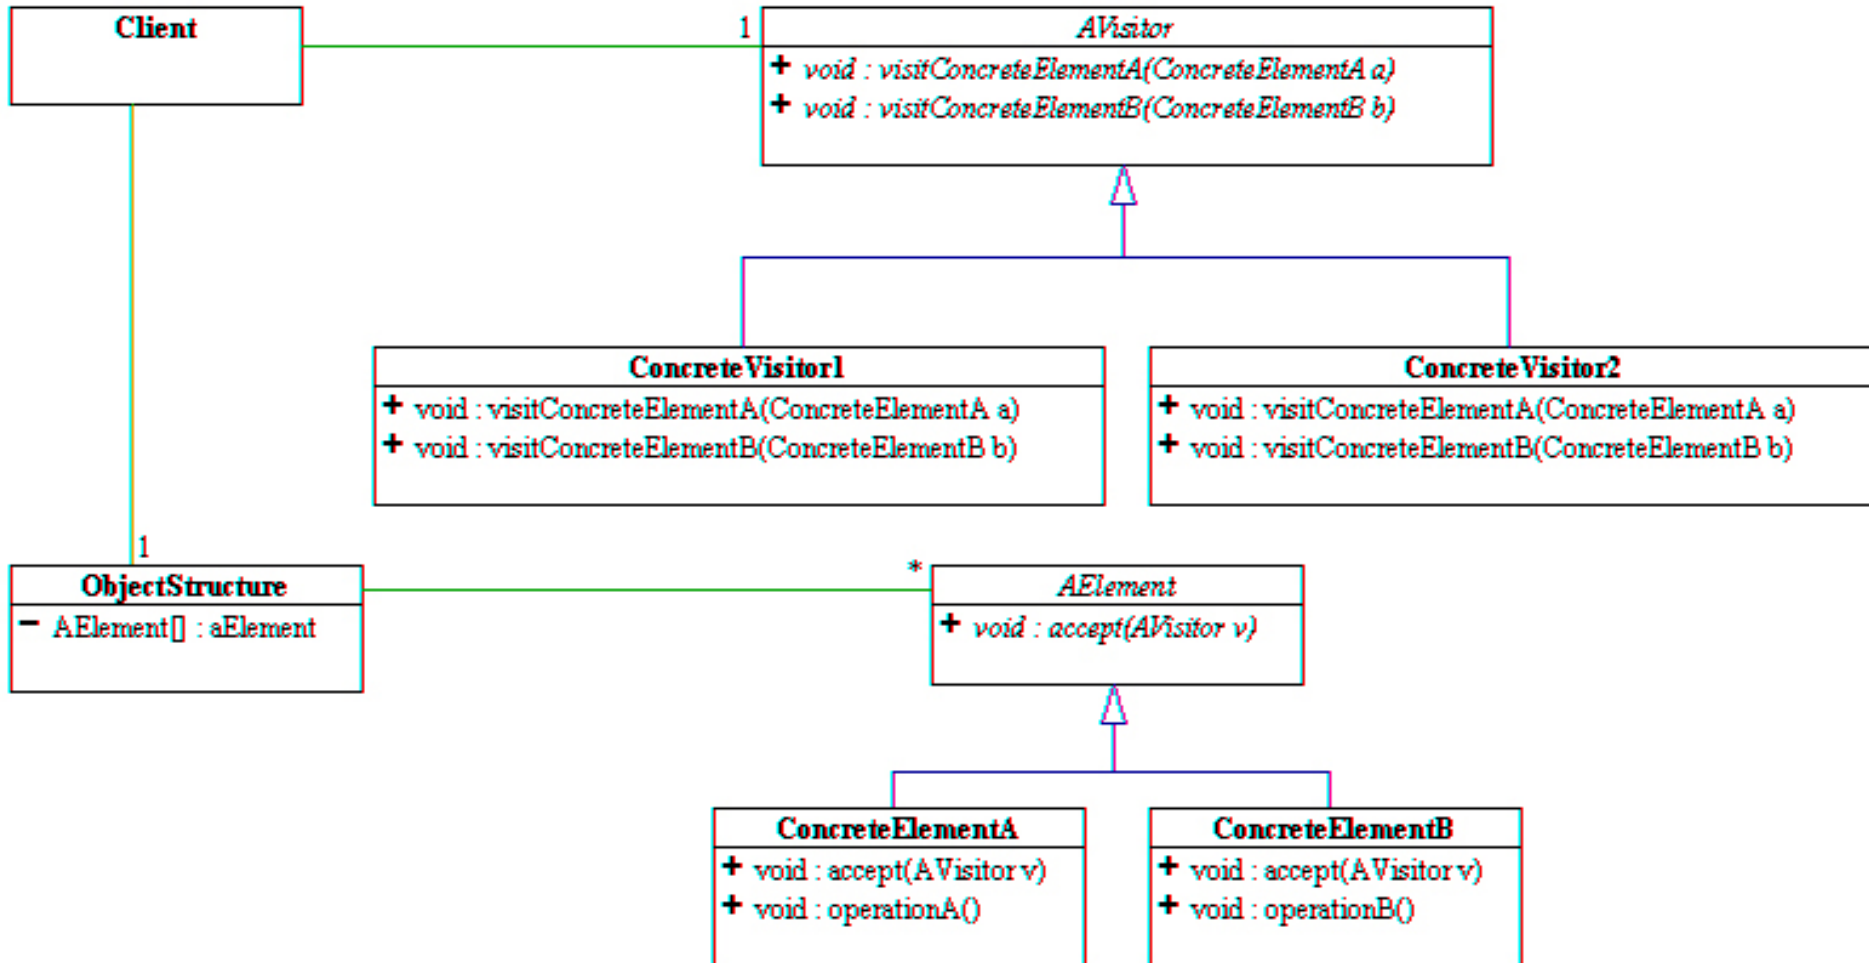 Client
1
AVisitor
+ void : visitConcreteElementA(ConcreteElementA a)
+ void : visitConcreteElementB(ConcreteElementB b)
ConcreteVisitor1
+ void : visitConcreteElementA(ConcreteElementA a)
+ void : visitConcreteElementB(ConcreteElementB b)
ConcreteVisitor2
+ void : visitConcreteElementA(ConcreteElementA a)
+ void : visitConcreteElementB(ConcreteElementB b)
1
ObjectStructure
- AElement[] : aElement
*
AElement
+ void : accept(AVisitor v)
ConcreteElementA
+ void : accept(AVisitor v)
+ void : operationA()
ConcreteElementB
+ void : accept(AVisitor v)
+ void : operationB()